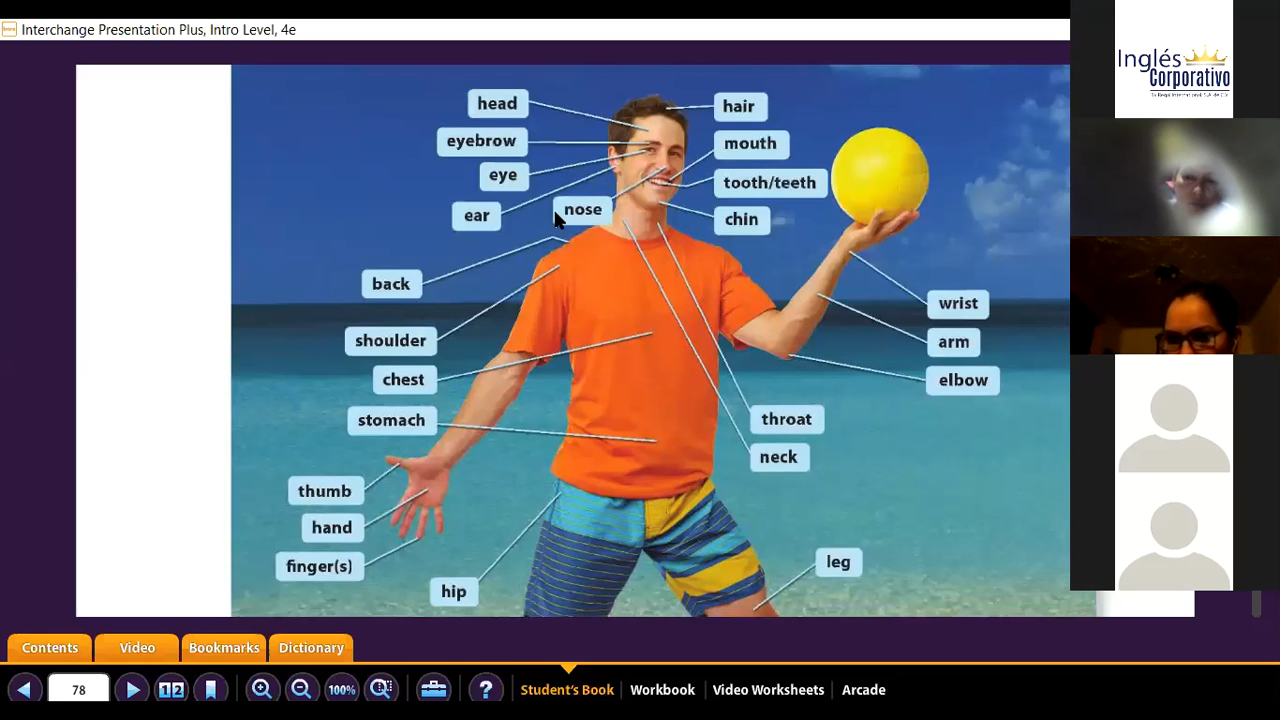 Interchange Presentation Plus, Intro Level, 4e
Inglés
Corporativo
head
hair
eyebrow
mouth
eye
tooth/teeth
ear
nose
chin
back
wrist
shoulder
arm
chest
elbow
stomach
throat
neck
thumb
hand
finger(s)
hip
leg
Contents
Video
Bookmarks
Dictionary
78
12
100%
?
Student's Book
Workbook
Video Worksheets
Arcade